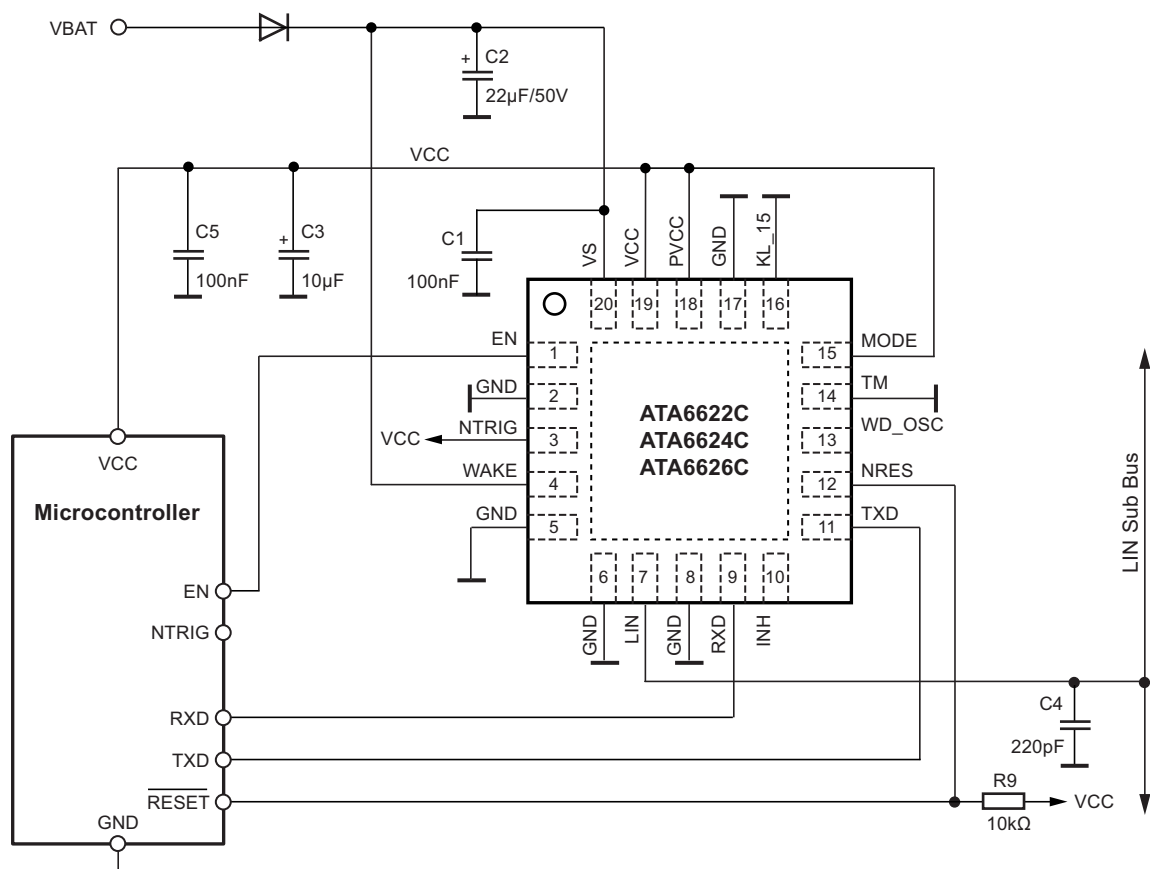 VBAT
+
C2
22µF/50V
VCC
C5
100nF
+
C3
10µF
C1
100nF
VS
VCC
PVCC
GND
KL_15
20
19
18
17
16
EN
1
GND
2
VCC
NTRIG
3
WAKE
4
GND
5
ATA6622C
ATA6624C
ATA6626C
15
MODE
14
TM
WD_OSC
13
NRES
12
TXD
11
6
7
8
9
10
GND
LIN
GND
RXD
INH
LIN Sub Bus
VCC
Microcontroller
EN
NTRIG
RXD
TXD
RESET
GND
C4
220pF
R9
10kΩ
VCC